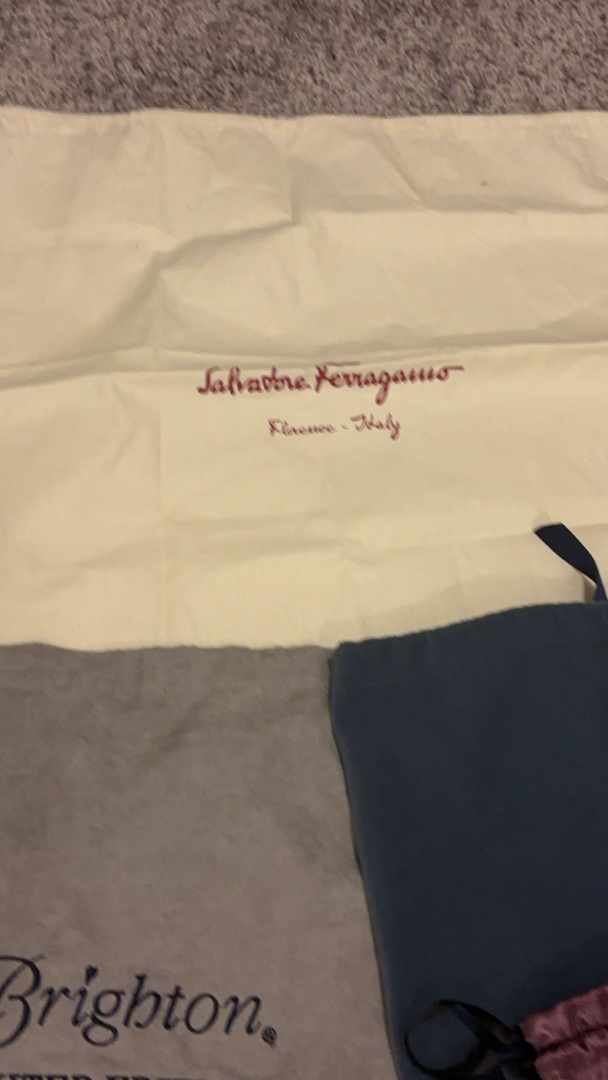 Salvatore Ferragamo
Florence - Italy
Brighton®